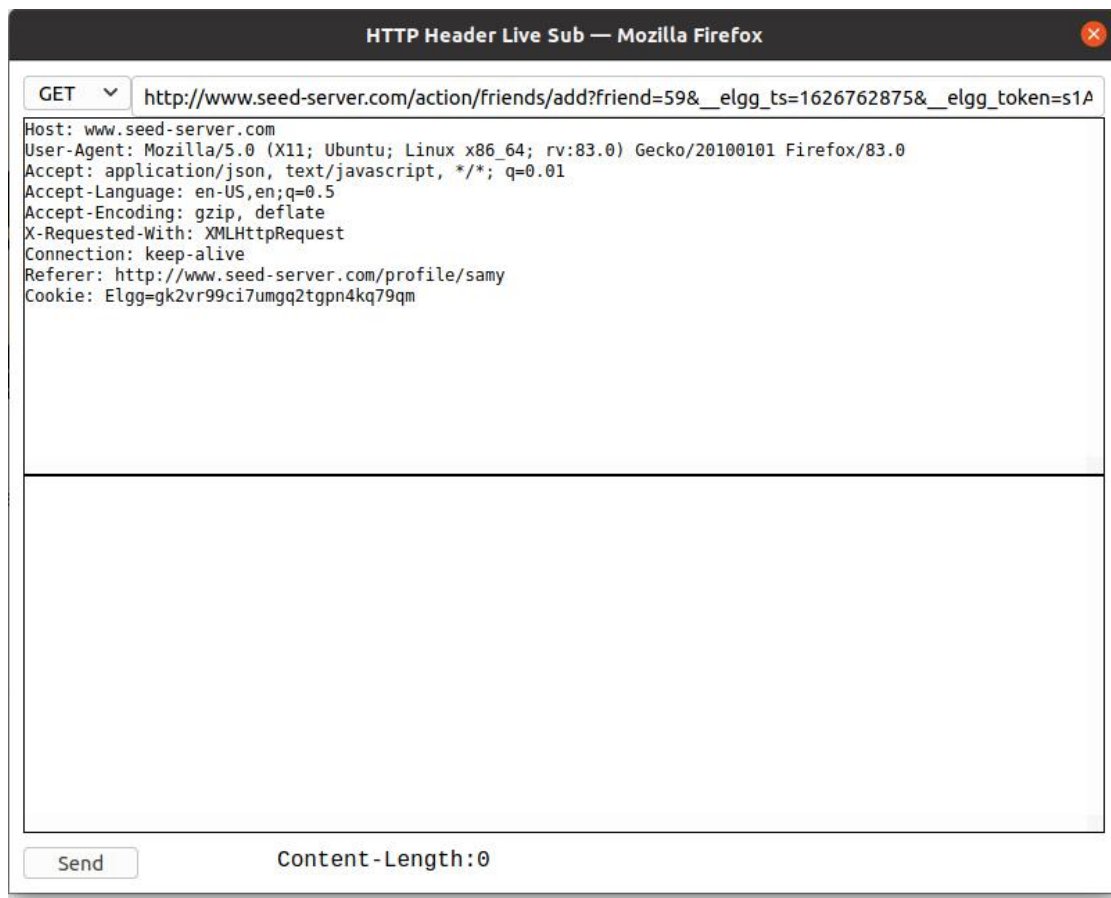 HTTP Header Live Sub — Mozilla Firefox
GET http://www.seed-server.com/action/friends/add?friend=59&__elgg_ts=1626762875&__elgg_token=s1A
Host: www.seed-server.com
User-Agent: Mozilla/5.0 (X11; Ubuntu; Linux x86_64; rv:83.0) Gecko/20100101 Firefox/83.0
Accept: application/json, text/javascript, */*; q=0.01
Accept-Language: en-US,en;q=0.5
Accept-Encoding: gzip, deflate
X-Requested-With: XMLHttpRequest
Connection: keep-alive
Referer: http://www.seed-server.com/profile/samy
Cookie: Elgg=gk2vr99ci7umgq2tgpn4kq79qm
Send Content-Length:0